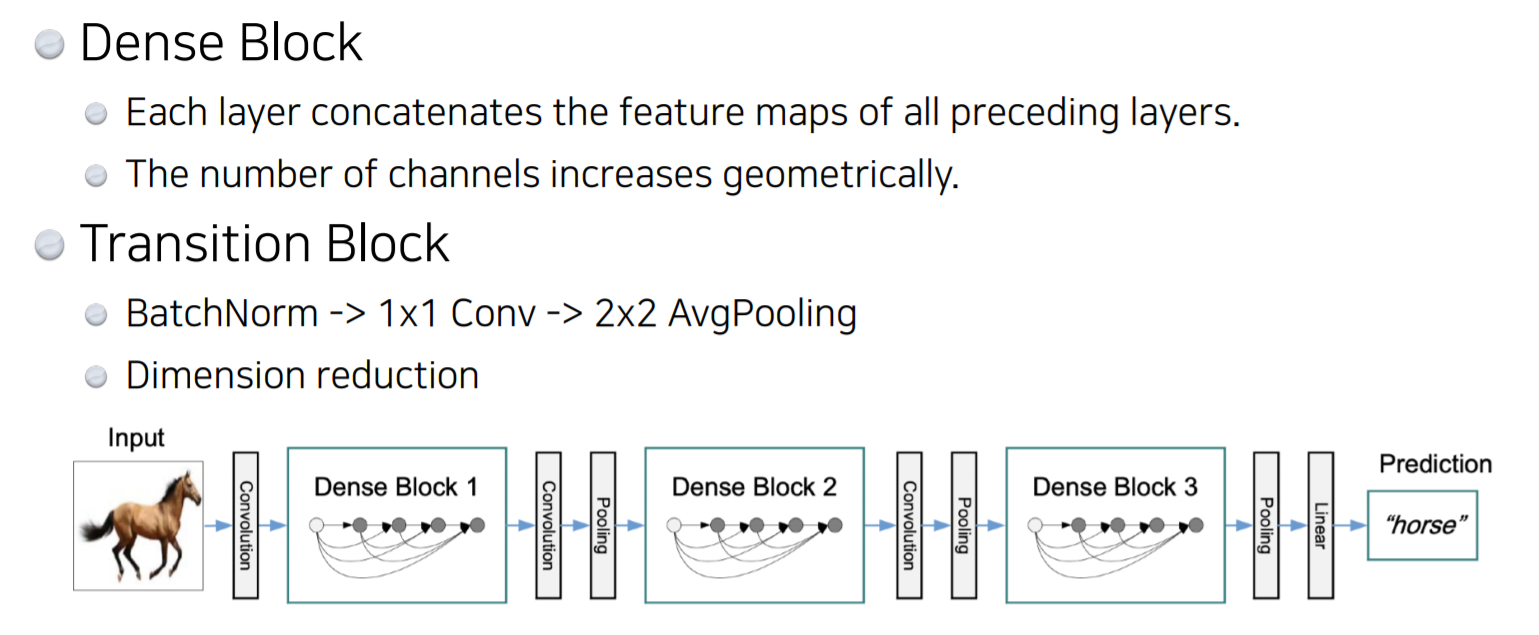 Dense Block
Each layer concatenates the feature maps of all preceding layers.
The number of channels increases geometrically.
Transition Block
BatchNorm -> 1x1 Conv -> 2x2 AvgPooling
Dimension reduction
Input
Convolution
Dense Block 1
Convolution
Pooling
Dense Block 2
Convolution
Pooling
Dense Block 3
Pooling
Linear
Prediction
“horse”